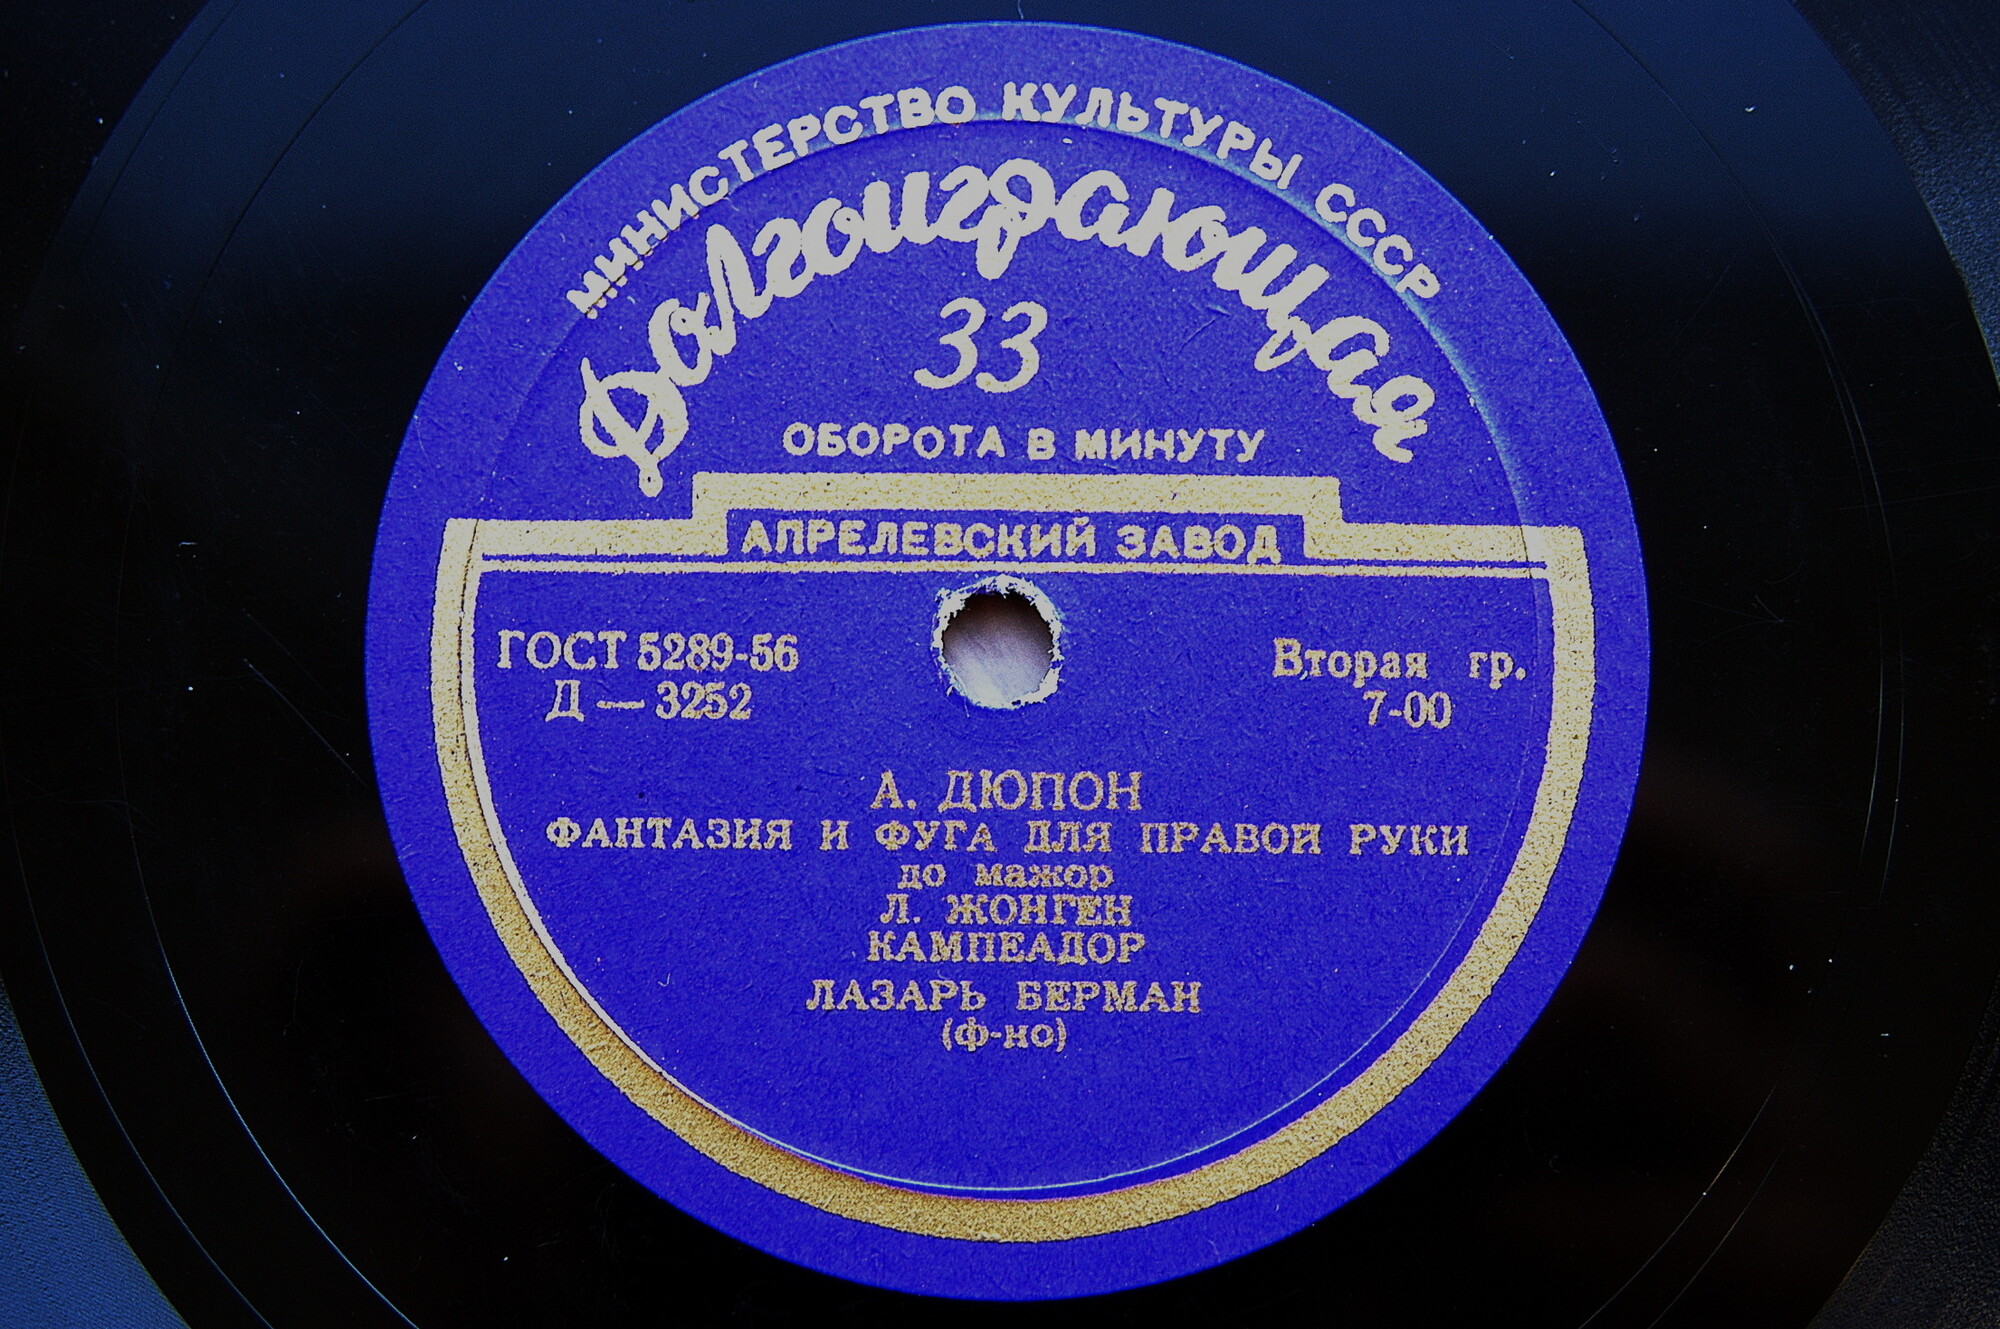 МИНИСТЕРСТВО КУЛЬТУРЫ СССР
Долгоиграющая
33
ОБОРОТА В МИНУТУ
АПРЕЛЕВСКИЙ ЗАВОД
ГОСТ 5289-56
Д — 3252
Вторая гр.
7-00
А. ДЮПОН
ФАНТАЗИЯ И ФУГА ДЛЯ ПРАВОЙ РУКИ
до мажор
Л. ЖОНГЕН
КАМПЕАДОР
ЛАЗАРЬ БЕРМАН
(ф-но)